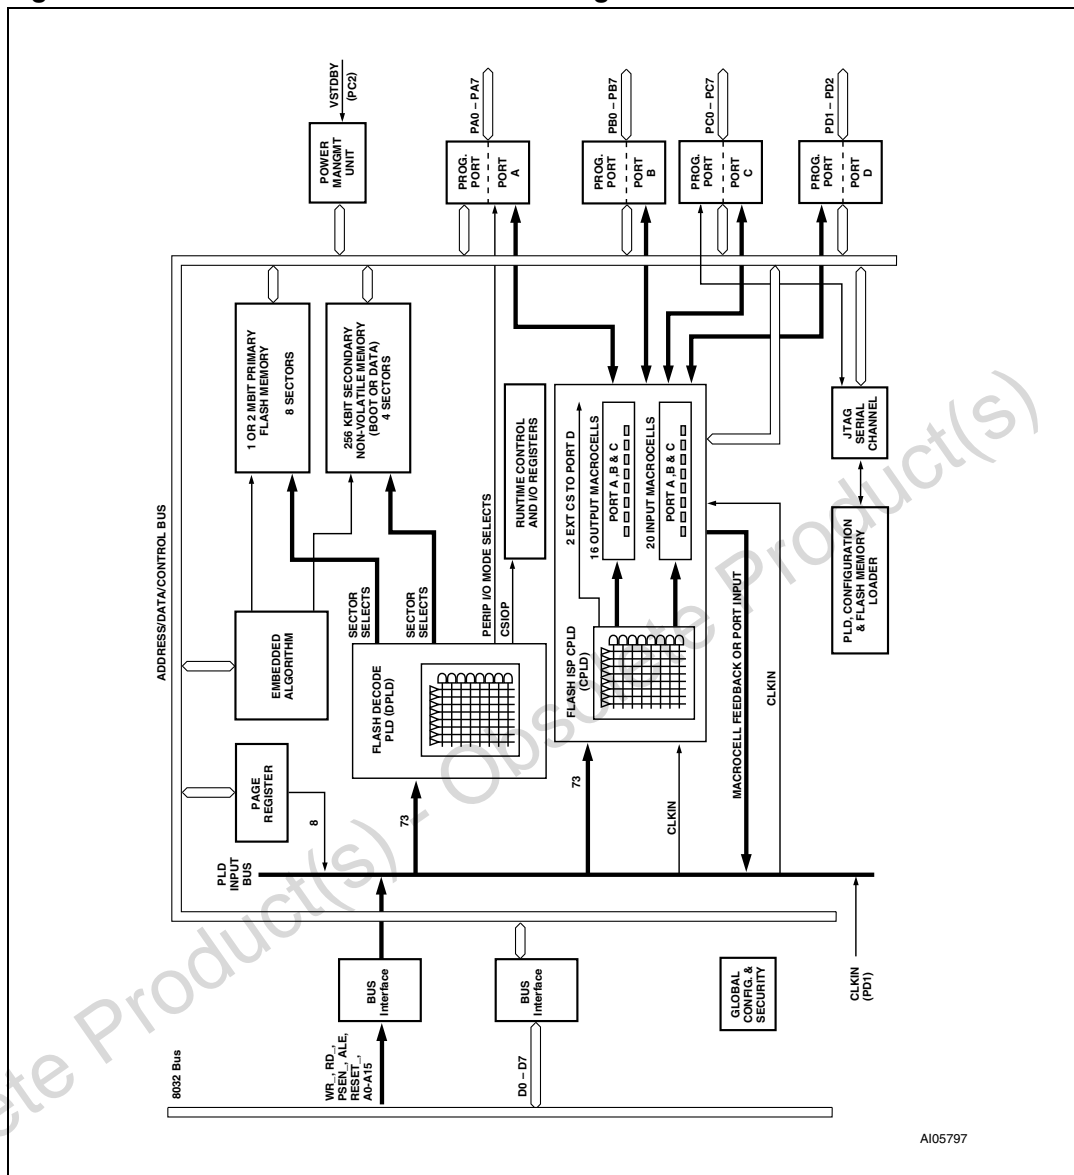 VSTDBY
(PC2)
PA0 – PA7
PB0 – PB7
PC0 – PC7
PD1 – PD2
POWER
MANGMT
UNIT
PROG.
PORT
PORT
A
PROG.
PORT
PORT
B
PROG.
PORT
PORT
C
PROG.
PORT
PORT
D
ADDRESS/DATA/CONTROL BUS
1 OR 2 MBIT PRIMARY
FLASH MEMORY
8 SECTORS
256 KBIT SECONDARY
NON-VOLATILE MEMORY
(BOOT OR DATA)
4 SECTORS
RUNTIME CONTROL
AND I/O REGISTERS
PERIP I/O MODE SELECTS
CSIOP
2 EXT CS TO PORT D
16 OUTPUT MACROCELLS
PORT A ,B & C
20 INPUT MACROCELLS
PORT A ,B & C
JTAG
SERIAL
CHANNEL
PLD, CONFIGURATION
& FLASH MEMORY
LOADER
EMBEDDED
ALGORITHM
SECTOR
SELECTS
SECTOR
SELECTS
FLASH DECODE
PLD (DPLD)
FLASH ISP CPLD
(CPLD)
PAGE
REGISTER
8
73
73
CLKIN
MACROCELL FEEDBACK OR PORT INPUT
CLKIN
PLD
INPUT
BUS
BUS
Interface
BUS
Interface
GLOBAL
CONFIG. &
SECURITY
CLKIN
(PD1)
8032 Bus
WR_, RD_,
PSEN_, ALE,
RESET_,
A0-A15
D0 – D7
AI05797
ete Product(s) - Obsolete Product(s)